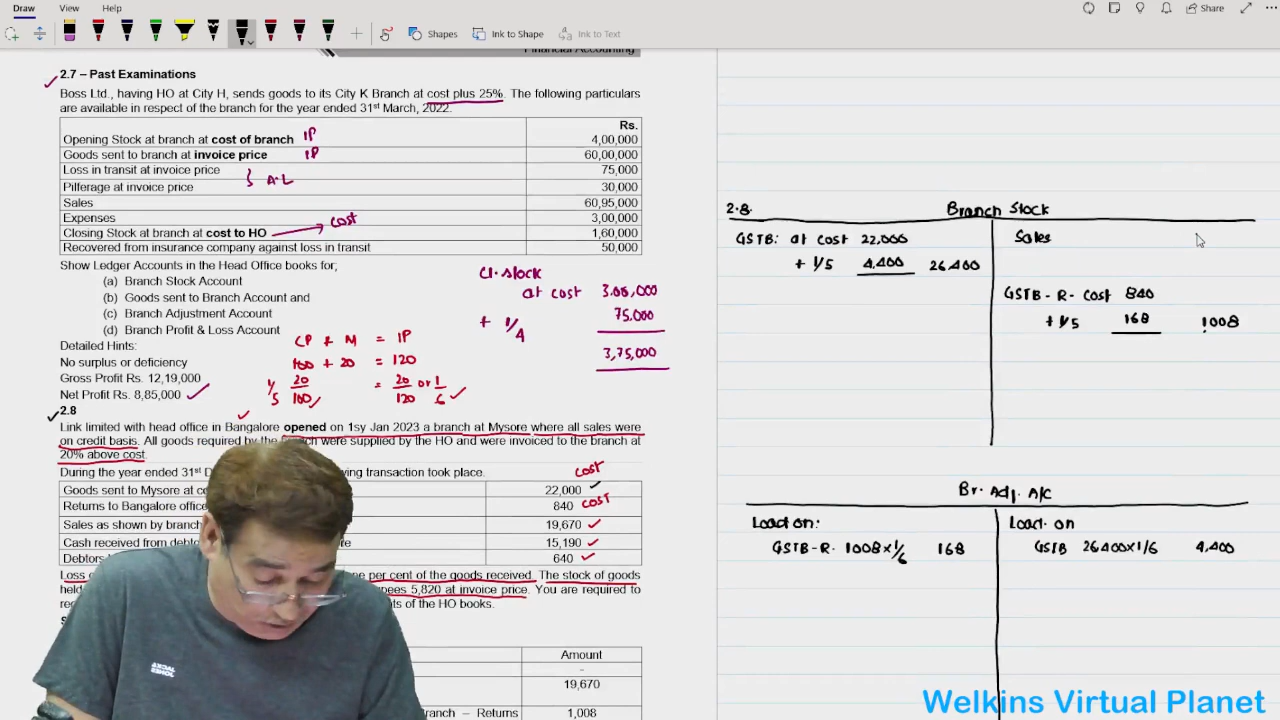 Draw View Help
Shapes Ink to Shape Ink to Text Share
Financial Accounting
2.7 – Past Examinations
Boss Ltd., having HO at City H, sends goods to its City K Branch at cost plus 25%. The following particulars
are available in respect of the branch for the year ended 31st March, 2022.
Rs.
Opening Stock at branch at cost of branch IP 4,00,000
Goods sent to branch at invoice price IP 60,00,000
Loss in transit at invoice price 75,000
A.L
Pilferage at invoice price 30,000
Sales 60,95,000
Expenses 3,00,000
Closing Stock at branch at cost to HO cost 1,60,000
Recovered from insurance company against loss in transit 50,000
Show Ledger Accounts in the Head Office books for;
(a) Branch Stock Account
(b) Goods sent to Branch Account and
(c) Branch Adjustment Account
(d) Branch Profit & Loss Account
Detailed Hints:
No surplus or deficiency
Gross Profit Rs. 12,19,000
Net Profit Rs. 8,85,000
Cl. Stock
at cost 3,00,000
+ 1/4 75,000
3,75,000
CP + M = IP
100 + 20 = 120
1/5 20/100 = 20/120 or 1/6
2.8
Link limited with head office in Bangalore opened on 1sy Jan 2023 a branch at Mysore where all sales were
on credit basis. All goods required by the branch were supplied by the HO and were invoiced to the branch at
20% above cost.
During the year ended 31st owing transaction took place.
cost
Goods sent to Mysore at co 22,000
Returns to Bangalore office 840 cost
Sales as shown by branch 19,670
Cash received from debto ore 15,190
Debtors 640
Loss ne per cent of the goods received. The stock of goods
held pees 5,820 at invoice price. You are required to
nts of the HO books.
Amount
-
19,670
Branch – Returns 1,008
2.8. Branch Stock
GSTB: at cost 22,000
+ 1/5 4,400 26,400
Sales
GSTB-R- Cost 840
+ 1/5 168 1008
Br. Adj. A/C
Load on:
GSTB-R. 1008 x 1/6 168
Load. on
GSTB 26400 x 1/6 4,400
Welkins Virtual Planet